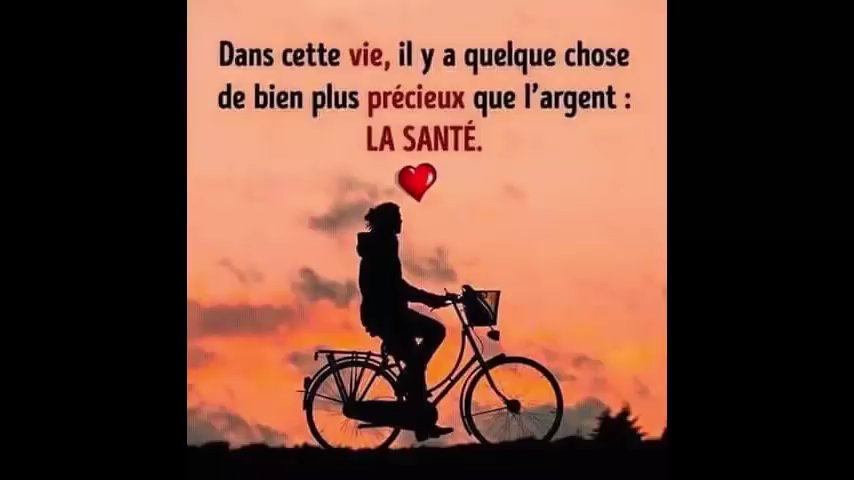 Dans cette vie, il y a quelque chose
de bien plus précieux que l'argent :
LA SANTÉ.